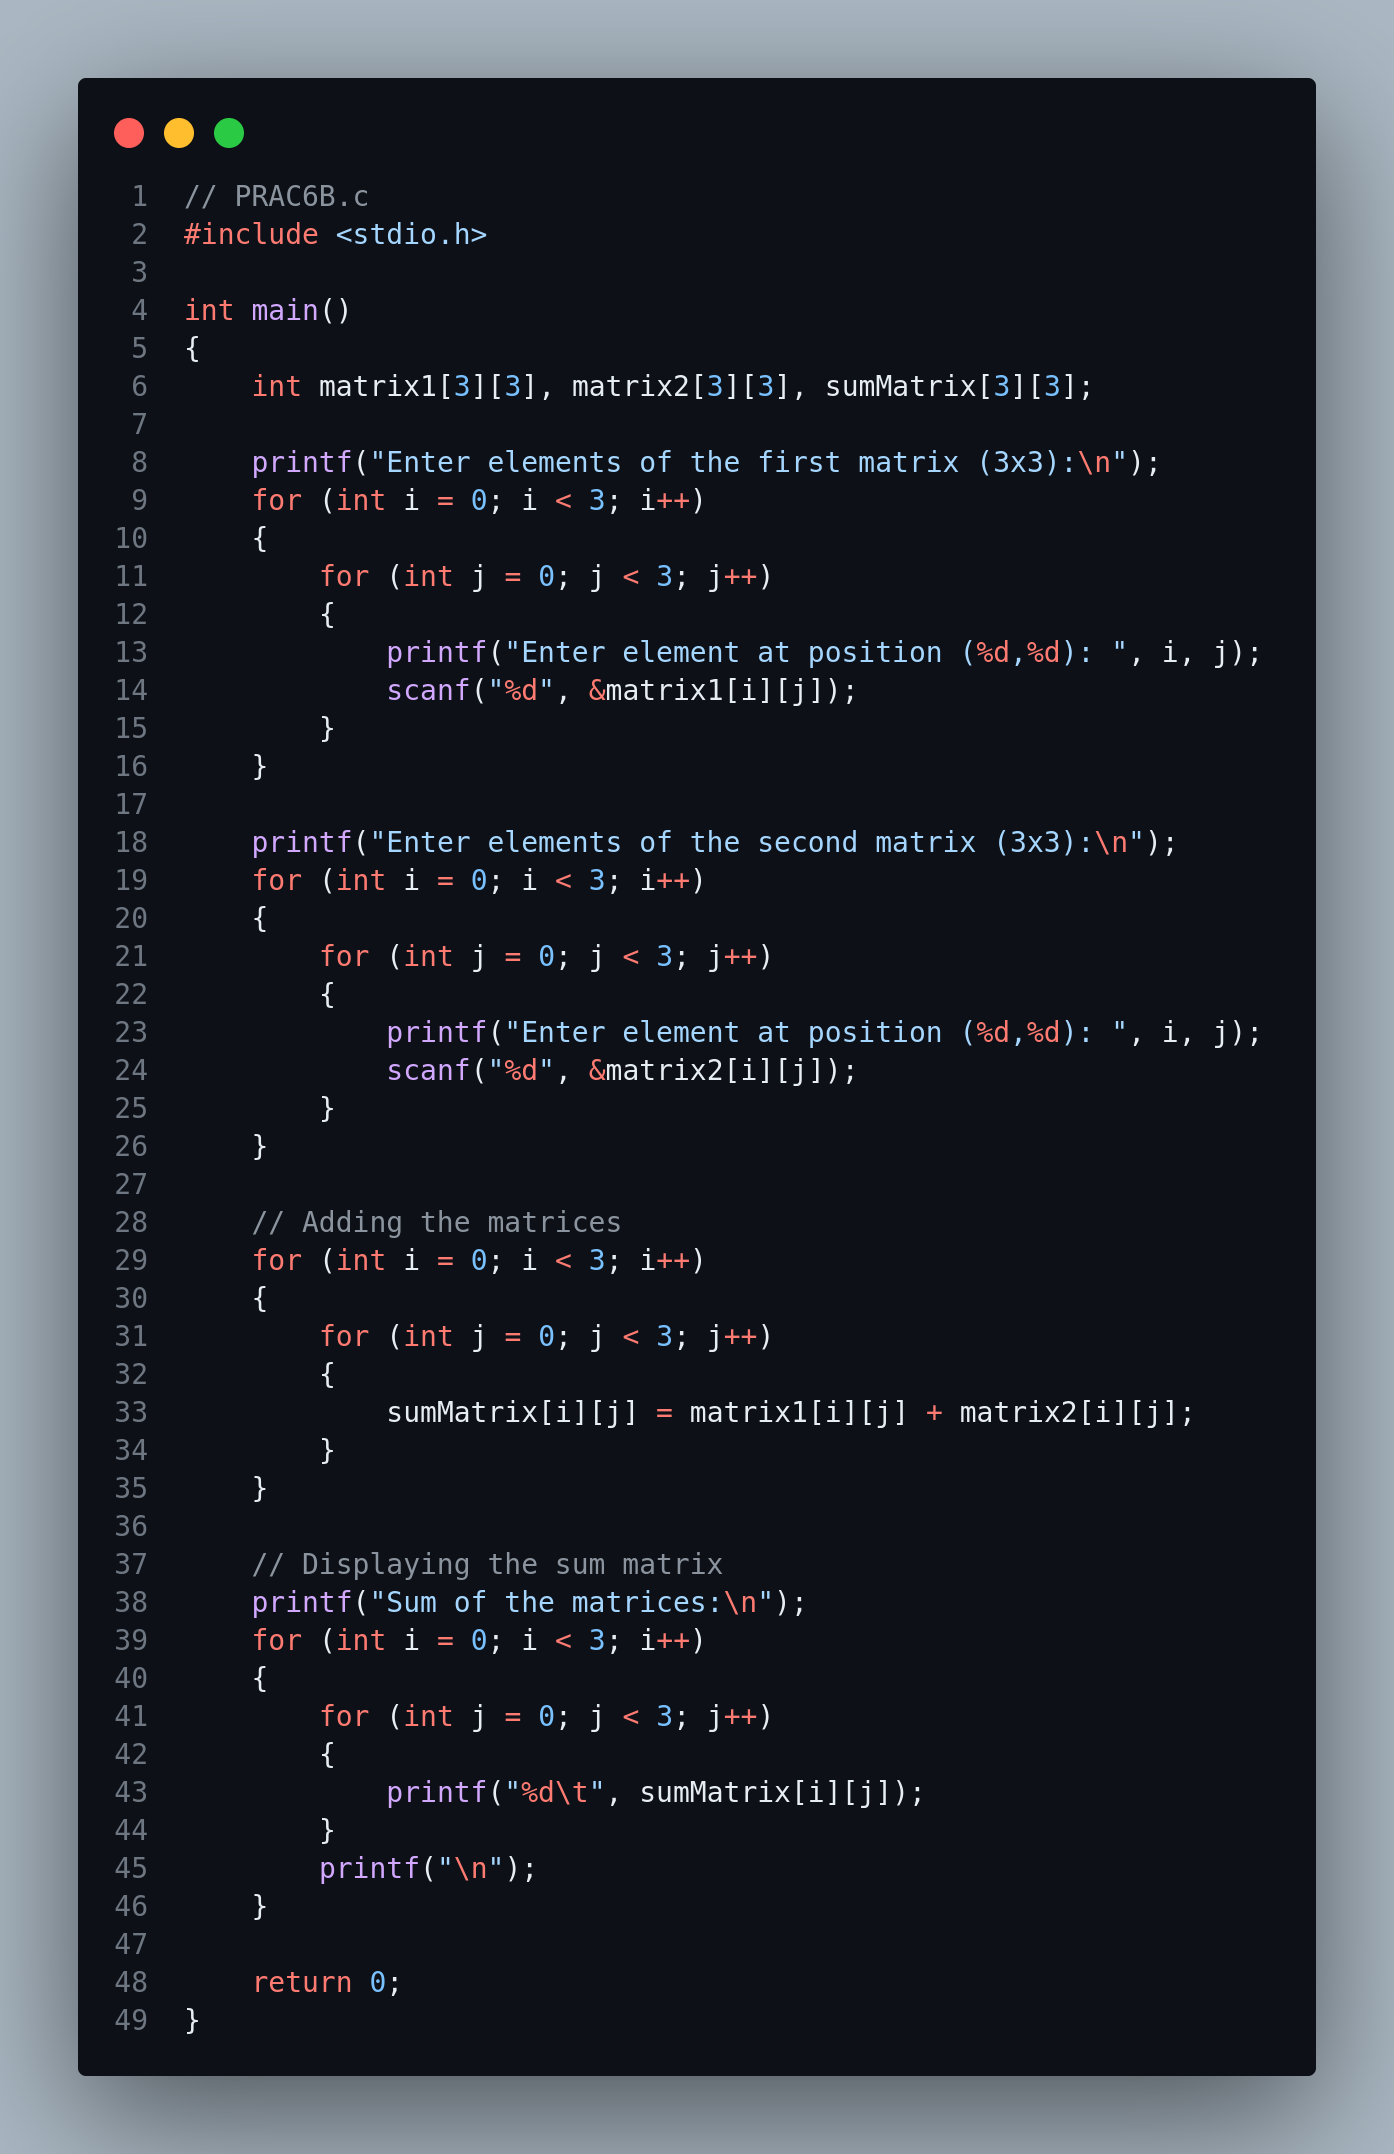 1 // PRAC6B.c
2 #include <stdio.h>
3
4 int main()
5 {
6     int matrix1[3][3], matrix2[3][3], sumMatrix[3][3];
7
8     printf("Enter elements of the first matrix (3x3):\n");
9     for (int i = 0; i < 3; i++)
10     {
11         for (int j = 0; j < 3; j++)
12         {
13             printf("Enter element at position (%d,%d): ", i, j);
14             scanf("%d", &matrix1[i][j]);
15         }
16     }
17
18     printf("Enter elements of the second matrix (3x3):\n");
19     for (int i = 0; i < 3; i++)
20     {
21         for (int j = 0; j < 3; j++)
22         {
23             printf("Enter element at position (%d,%d): ", i, j);
24             scanf("%d", &matrix2[i][j]);
25         }
26     }
27
28     // Adding the matrices
29     for (int i = 0; i < 3; i++)
30     {
31         for (int j = 0; j < 3; j++)
32         {
33             sumMatrix[i][j] = matrix1[i][j] + matrix2[i][j];
34         }
35     }
36
37     // Displaying the sum matrix
38     printf("Sum of the matrices:\n");
39     for (int i = 0; i < 3; i++)
40     {
41         for (int j = 0; j < 3; j++)
42         {
43             printf("%d\t", sumMatrix[i][j]);
44         }
45         printf("\n");
46     }
47
48     return 0;
49 }